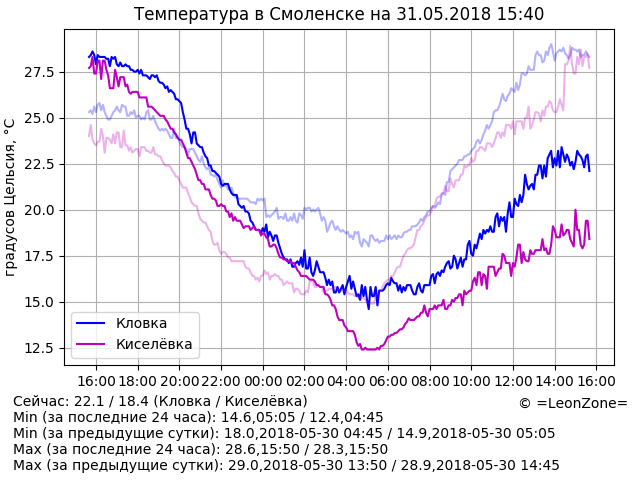 Температура в Смоленске на 31.05.2018 15:40
градусов Цельсия, °C
27.5
25.0
22.5
20.0
17.5
15.0
12.5
Кловка
Киселёвка
16:00 18:00 20:00 22:00 00:00 02:00 04:00 06:00 08:00 10:00 12:00 14:00 16:00
© =LeonZone=
Сейчас: 22.1 / 18.4 (Кловка / Киселёвка)
Min (за последние 24 часа): 14.6,05:05 / 12.4,04:45
Min (за предыдущие сутки): 18.0,2018-05-30 04:45 / 14.9,2018-05-30 05:05
Max (за последние 24 часа): 28.6,15:50 / 28.3,15:50
Max (за предыдущие сутки): 29.0,2018-05-30 13:50 / 28.9,2018-05-30 14:45